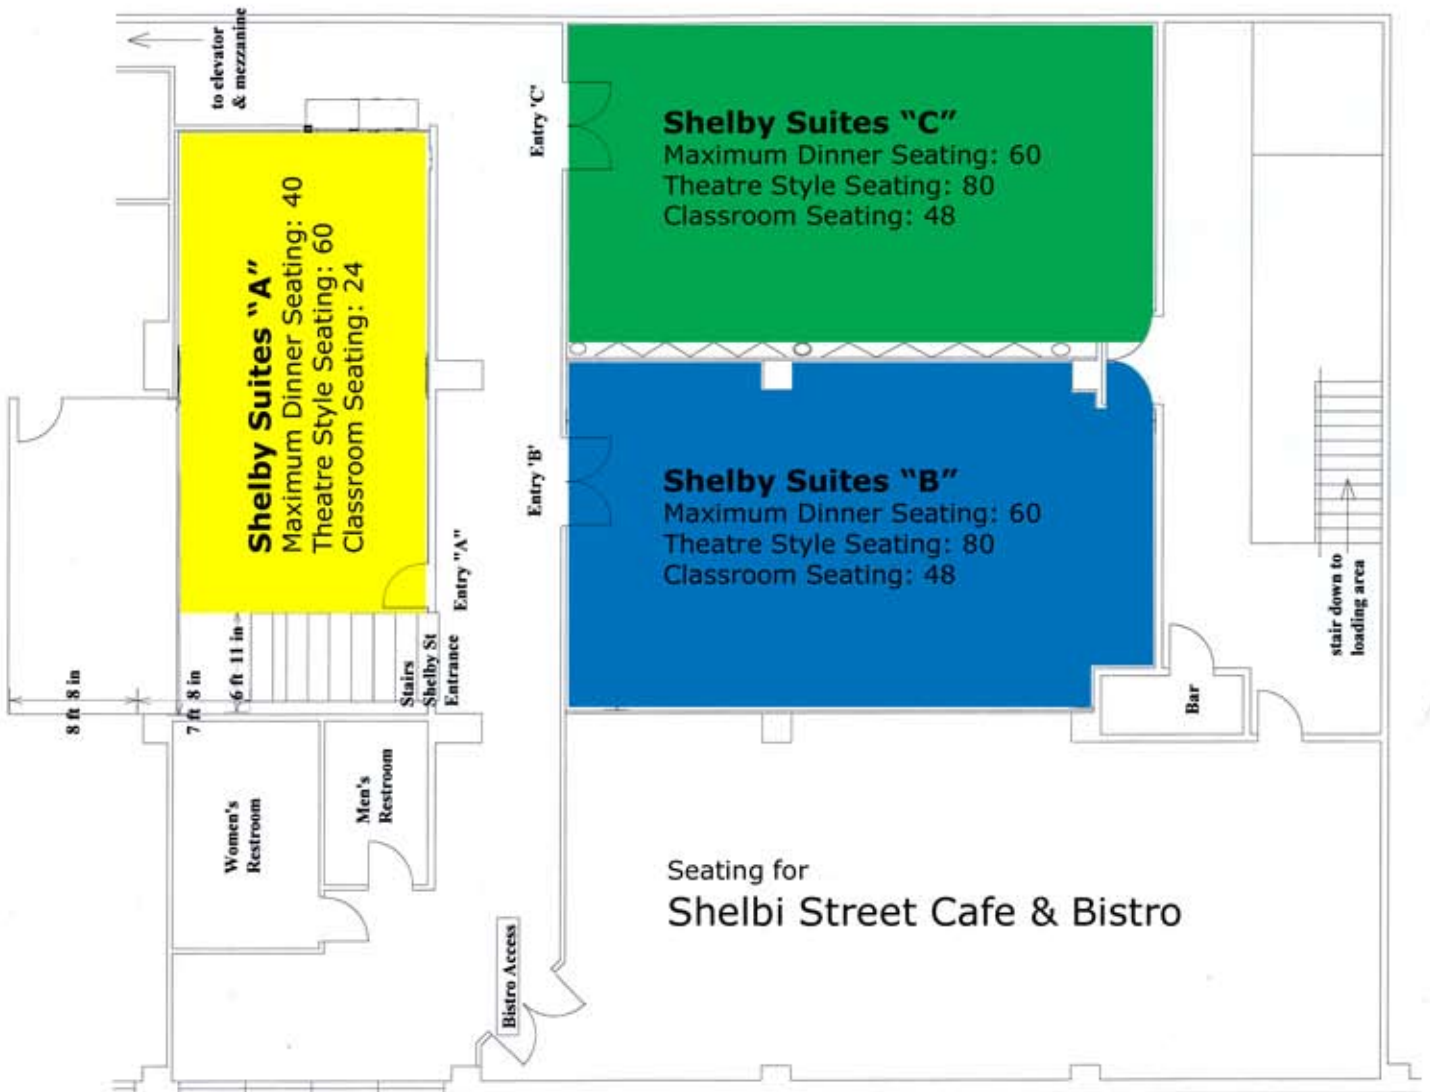 to elevator
& mezzanine
Shelby Suites “A”
Maximum Dinner Seating: 40
Theatre Style Seating: 60
Classroom Seating: 24
Entry 'C'
Shelby Suites “C”
Maximum Dinner Seating: 60
Theatre Style Seating: 80
Classroom Seating: 48
Entry 'B'
Shelby Suites “B”
Maximum Dinner Seating: 60
Theatre Style Seating: 80
Classroom Seating: 48
Entry "A"
stair down to
loading area
8 ft 8 in
7 ft 8 in
6 ft 11 in
Stairs
Shelby St
Entrance
Bar
Women's
Restroom
Men's
Restroom
Bistro Access
Seating for
Shelbi Street Cafe & Bistro